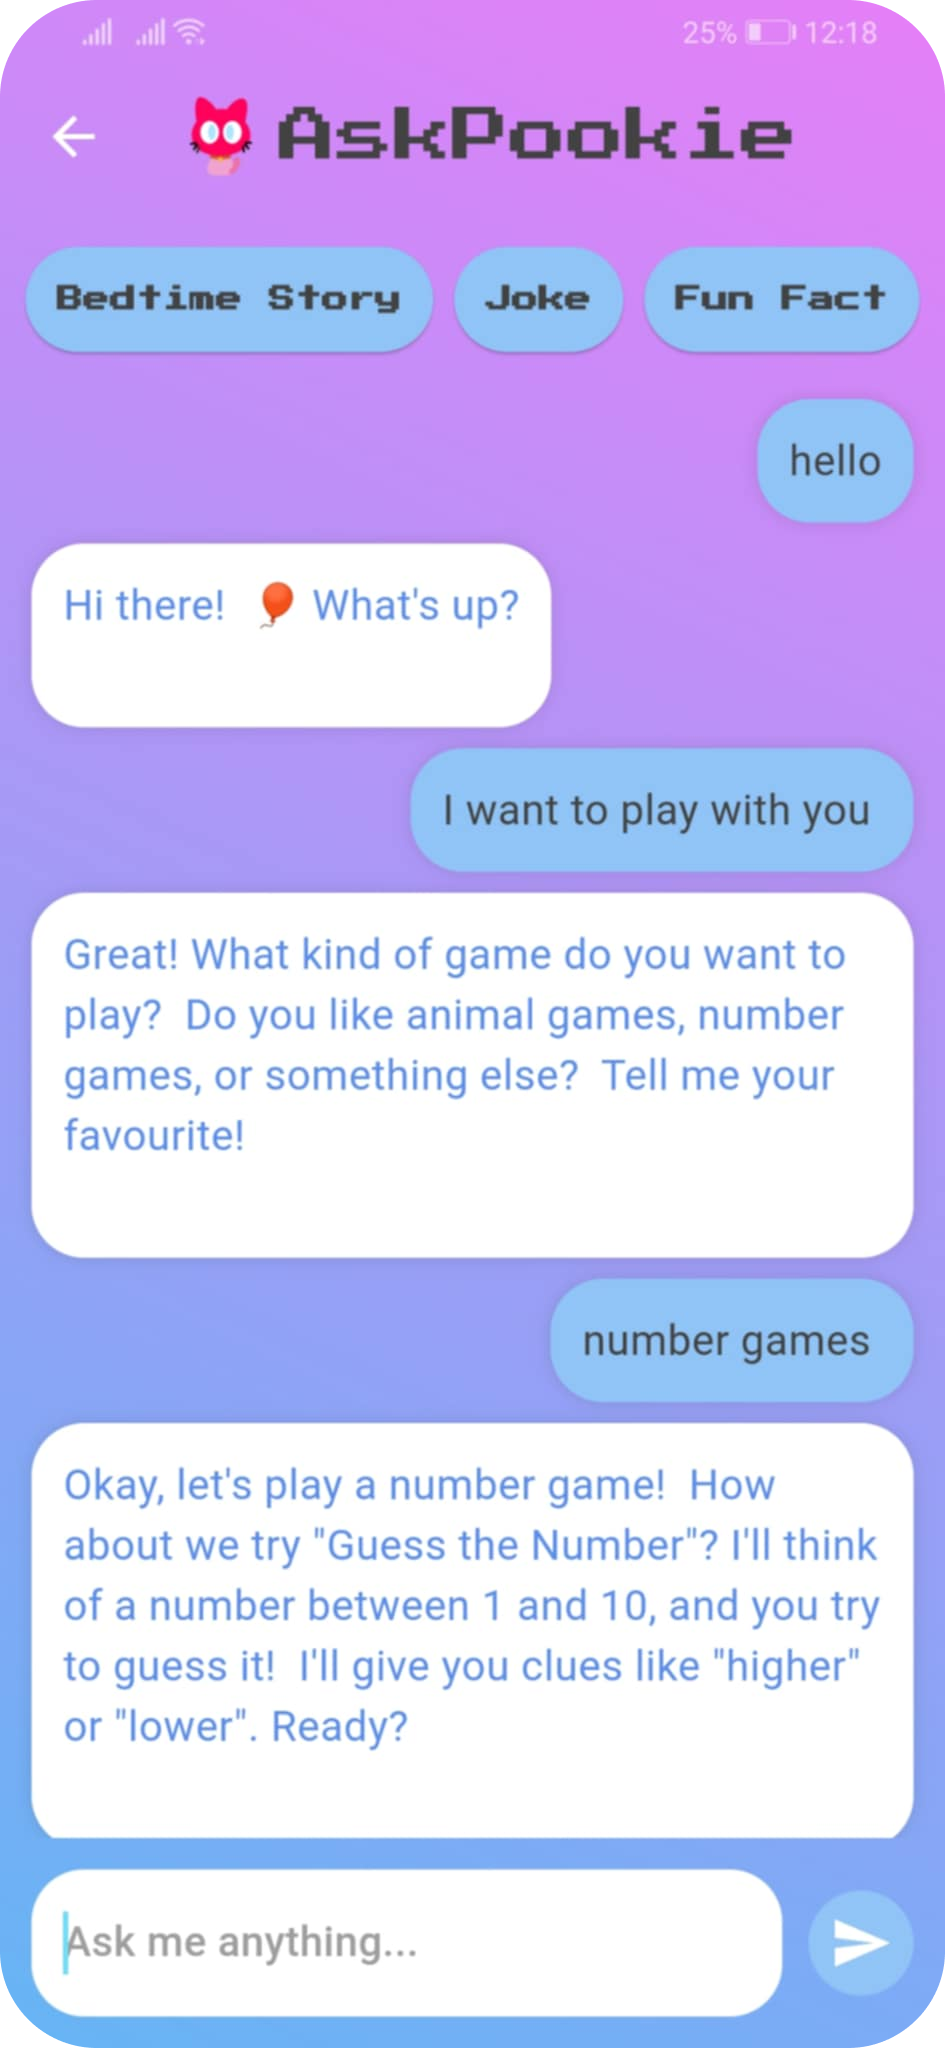 25% 12:18
AskPookie
Bedtime Story Joke Fun Fact
hello
Hi there! 🎈 What's up?
I want to play with you
Great! What kind of game do you want to
play? Do you like animal games, number
games, or something else? Tell me your
favourite!
number games
Okay, let's play a number game! How
about we try "Guess the Number"? I'll think
of a number between 1 and 10, and you try
to guess it! I'll give you clues like "higher"
or "lower". Ready?
Ask me anything...